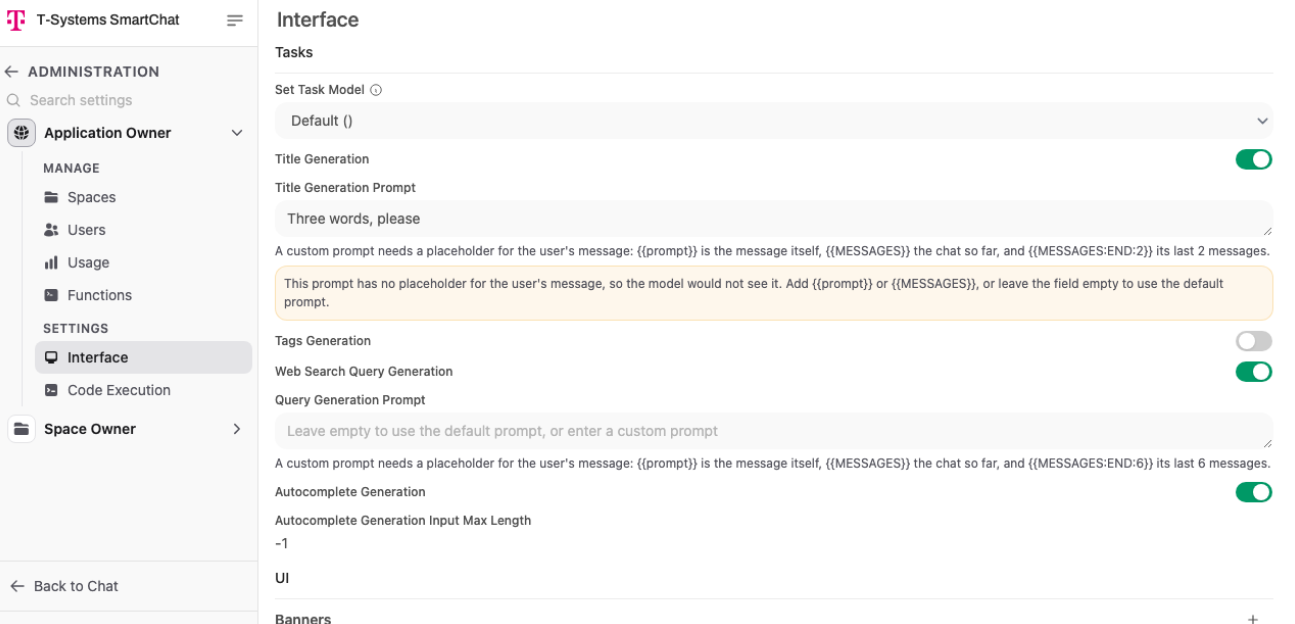 T-Systems SmartChat
ADMINISTRATION
Search settings
Application Owner
MANAGE
Spaces
Users
Usage
Functions
SETTINGS
Interface
Code Execution
Space Owner
Back to Chat
Interface
Tasks
Set Task Model
Default ()
Title Generation
Title Generation Prompt
Three words, please
A custom prompt needs a placeholder for the user's message: {{prompt}} is the message itself, {{MESSAGES}} the chat so far, and {{MESSAGES:END:2}} its last 2 messages.
This prompt has no placeholder for the user's message, so the model would not see it. Add {{prompt}} or {{MESSAGES}}, or leave the field empty to use the default
prompt.
Tags Generation
Web Search Query Generation
Query Generation Prompt
Leave empty to use the default prompt, or enter a custom prompt
A custom prompt needs a placeholder for the user's message: {{prompt}} is the message itself, {{MESSAGES}} the chat so far, and {{MESSAGES:END:6}} its last 6 messages.
Autocomplete Generation
Autocomplete Generation Input Max Length
-1
UI
Banners